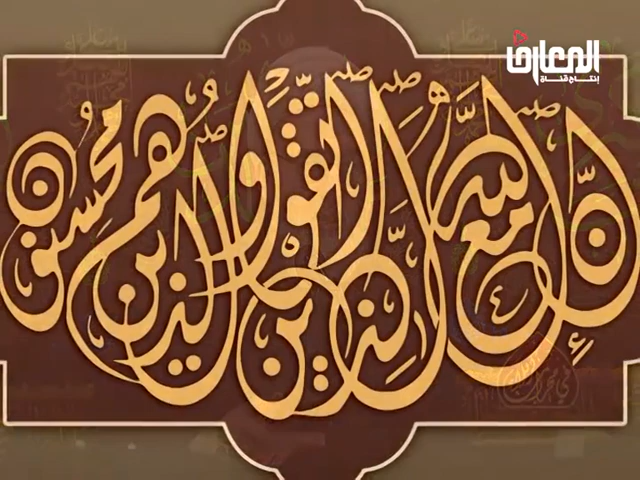 المعارف
إنتاج قناة
إن الله مع الذين اتقوا والذين هم محسنون